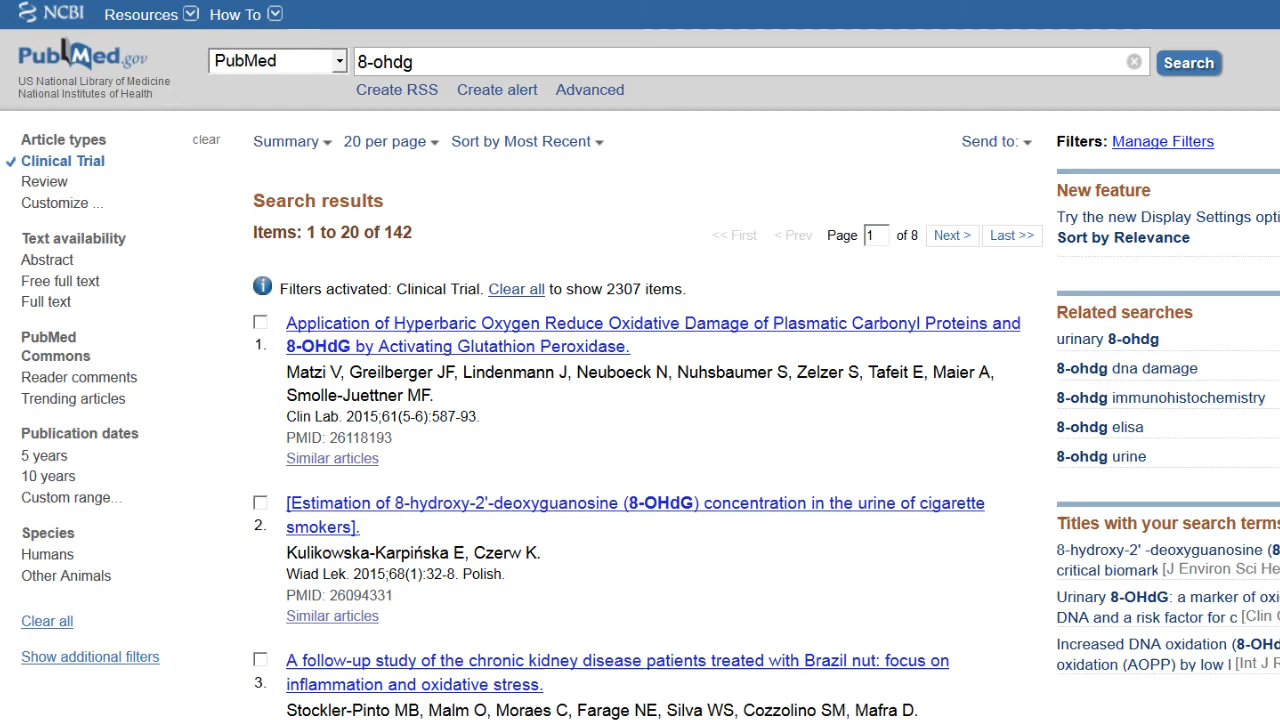 NCBI Resources How To
PubMed.gov
US National Library of Medicine
National Institutes of Health
PubMed
8-ohdg
Search
Create RSS Create alert Advanced
Article types clear
Clinical Trial
Review
Customize ...
Text availability
Abstract
Free full text
Full text
PubMed
Commons
Reader comments
Trending articles
Publication dates
5 years
10 years
Custom range...
Species
Humans
Other Animals
Clear all
Show additional filters
Summary 20 per page Sort by Most Recent Send to:
Search results
Items: 1 to 20 of 142
<< First < Prev Page 1 of 8 Next > Last >>
Filters activated: Clinical Trial. Clear all to show 2307 items.
Application of Hyperbaric Oxygen Reduce Oxidative Damage of Plasmatic Carbonyl Proteins and
1. 8-OHdG by Activating Glutathion Peroxidase.
Matzi V, Greilberger JF, Lindenmann J, Neuboeck N, Nuhsbaumer S, Zelzer S, Tafeit E, Maier A,
Smolle-Juettner MF.
Clin Lab. 2015;61(5-6):587-93.
PMID: 26118193
Similar articles
[Estimation of 8-hydroxy-2'-deoxyguanosine (8-OHdG) concentration in the urine of cigarette
2. smokers].
Kulikowska-Karpińska E, Czerw K.
Wiad Lek. 2015;68(1):32-8. Polish.
PMID: 26094331
Similar articles
A follow-up study of the chronic kidney disease patients treated with Brazil nut: focus on
3. inflammation and oxidative stress.
Stockler-Pinto MB, Malm O, Moraes C, Farage NE, Silva WS, Cozzolino SM, Mafra D.
Filters: Manage Filters
New feature
Try the new Display Settings opti
Sort by Relevance
Related searches
urinary 8-ohdg
8-ohdg dna damage
8-ohdg immunohistochemistry
8-ohdg elisa
8-ohdg urine
Titles with your search terms
8-hydroxy-2' -deoxyguanosine (8
critical biomark [J Environ Sci He
Urinary 8-OHdG: a marker of oxi
DNA and a risk factor for c [Clin
Increased DNA oxidation (8-OHd
oxidation (AOPP) by low l [Int J R